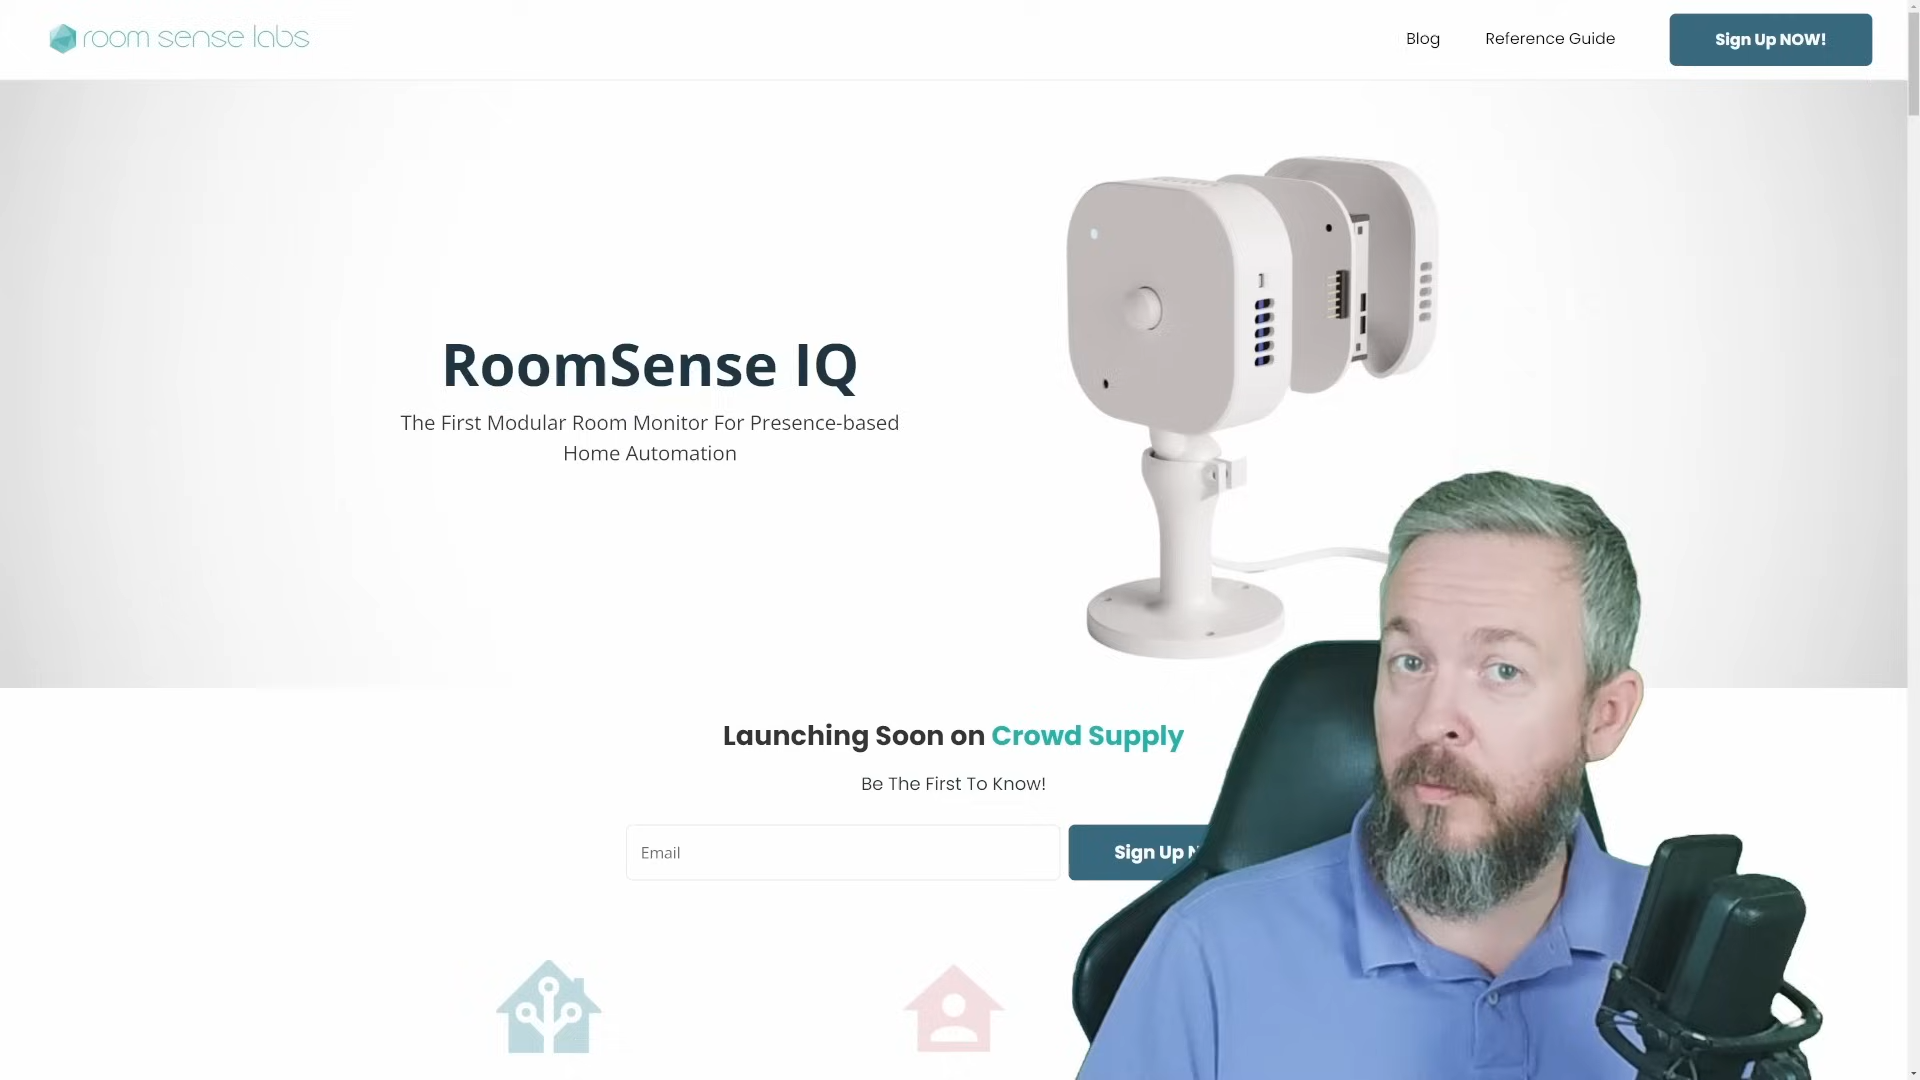 room sense labs
Blog
Reference Guide
Sign Up NOW!
RoomSense IQ
The First Modular Room Monitor For Presence-based
Home Automation
Launching Soon on Crowd Supply
Be The First To Know!
Email
Sign Up